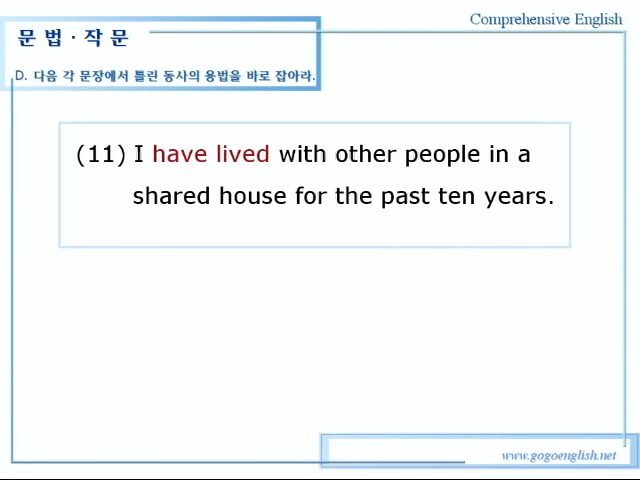 Comprehensive English
문 법 · 작 문
D. 다음 각 문장에서 틀린 동사의 용법을 바로 잡아라.
(11) I have lived with other people in a
shared house for the past ten years.
www.gogoenglish.net